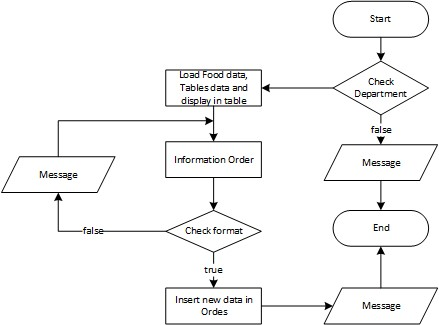 Start
Check
Department
Load Food data,
Tables data and
display in table
false
Message
Information Order
Message
End
Check format
false
true
Insert new data in
Ordes
Message